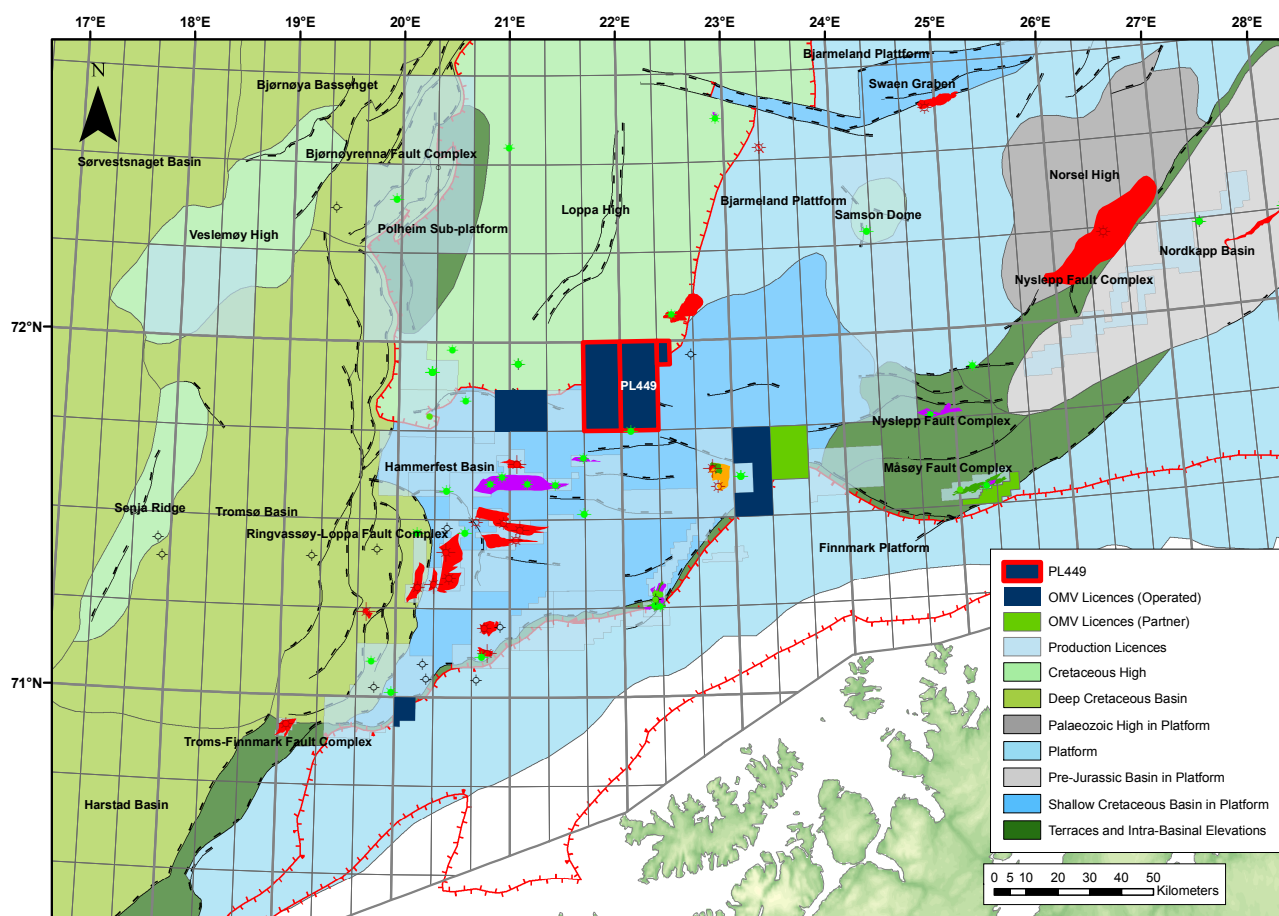 17°E 18°E 19°E 20°E 21°E 22°E 23°E 24°E 25°E 26°E 27°E 28°E
N
Bjarmeland Plattform
Swaen Graben
Bjørnøya Bassenget
Bjørnøyrenna Fault Complex
Sørvestsnaget Basin
Norsel High
Bjarmeland Platform
Loppa High
Samson Dome
Polheim Sub-platform
Veslemøy High
Nordkapp Basin
Nyslepp Fault Complex
72°N
PL449
Nyslepp Fault Complex
Hammerfest Basin
Måsøy Fault Complex
Senja Ridge
Tromsø Basin
Ringvassøy-Loppa Fault Complex
Finnmark Platform
71°N
Troms-Finnmark Fault Complex
Harstad Basin
PL449
OMV Licences (Operated)
OMV Licences (Partner)
Production Licences
Cretaceous High
Deep Cretaceous Basin
Palaeozoic High in Platform
Platform
Pre-Jurassic Basin in Platform
Shallow Cretaceous Basin in Platform
Terraces and Intra-Basinal Elevations
0 5 10 20 30 40 50
Kilometers